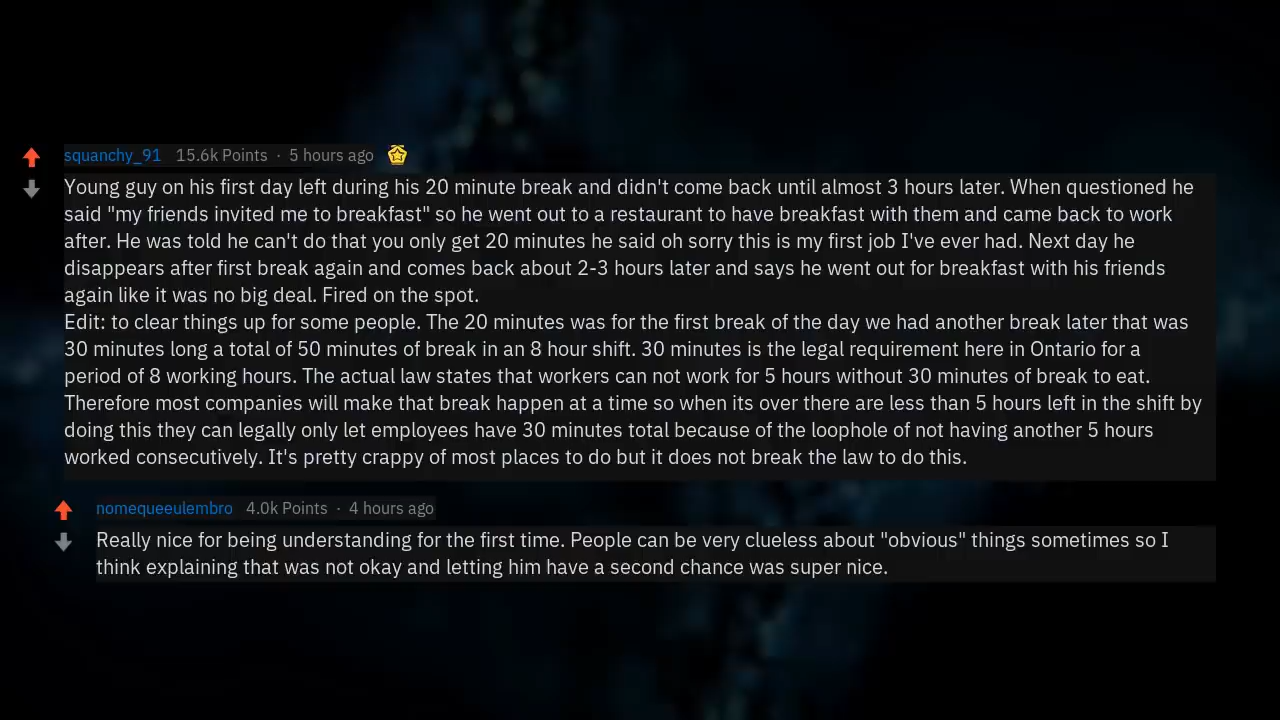 squanchy_91 15.6k Points · 5 hours ago
Young guy on his first day left during his 20 minute break and didn't come back until almost 3 hours later. When questioned he
said "my friends invited me to breakfast" so he went out to a restaurant to have breakfast with them and came back to work
after. He was told he can't do that you only get 20 minutes he said oh sorry this is my first job I've ever had. Next day he
disappears after first break again and comes back about 2-3 hours later and says he went out for breakfast with his friends
again like it was no big deal. Fired on the spot.
Edit: to clear things up for some people. The 20 minutes was for the first break of the day we had another break later that was
30 minutes long a total of 50 minutes of break in an 8 hour shift. 30 minutes is the legal requirement here in Ontario for a
period of 8 working hours. The actual law states that workers can not work for 5 hours without 30 minutes of break to eat.
Therefore most companies will make that break happen at a time so when its over there are less than 5 hours left in the shift by
doing this they can legally only let employees have 30 minutes total because of the loophole of not having another 5 hours
worked consecutively. It's pretty crappy of most places to do but it does not break the law to do this.
nomequeeulembro 4.0k Points · 4 hours ago
Really nice for being understanding for the first time. People can be very clueless about "obvious" things sometimes so I
think explaining that was not okay and letting him have a second chance was super nice.